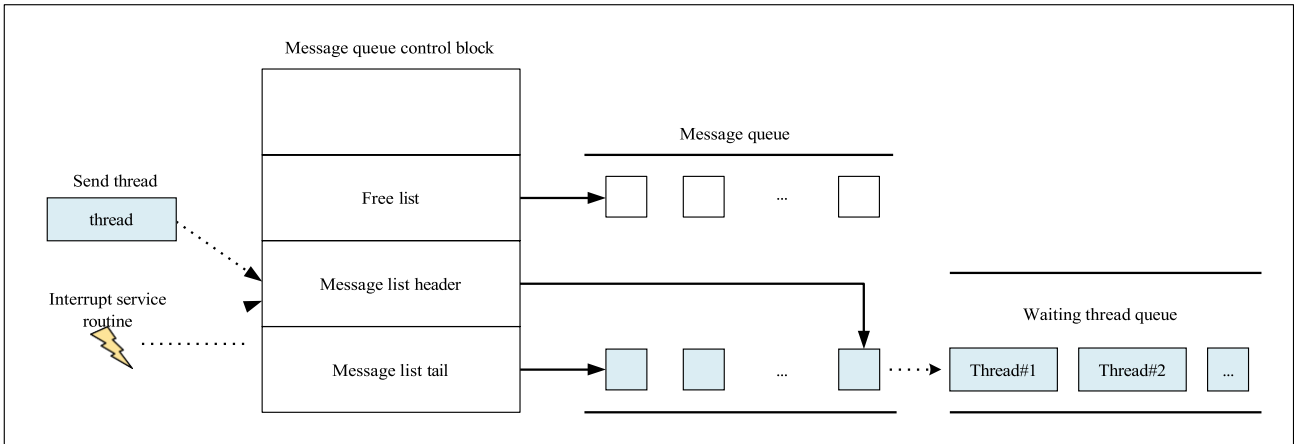 Message queue control block
Message queue
Send thread
thread
Free list
...
Interrupt service
routine
Message list header
Waiting thread queue
Message list tail
...
Thread#1
Thread#2
...